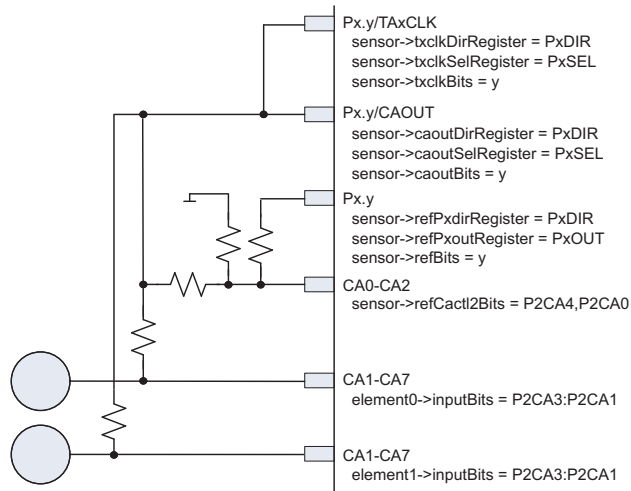 Px.y/TAxCLK
sensor->txclkDirRegister = PxDIR
sensor->txclkSelRegister = PxSEL
sensor->txclkBits = y
Px.y/CAOUT
sensor->caoutDirRegister = PxDIR
sensor->caoutSelRegister = PxSEL
sensor->caoutBits = y
Px.y
sensor->refPxdirRegister = PxDIR
sensor->refPxoutRegister = PxOUT
sensor->refBits = y
CA0-CA2
sensor->refCactl2Bits = P2CA4,P2CA0
CA1-CA7
element0->inputBits = P2CA3:P2CA1
CA1-CA7
element1->inputBits = P2CA3:P2CA1